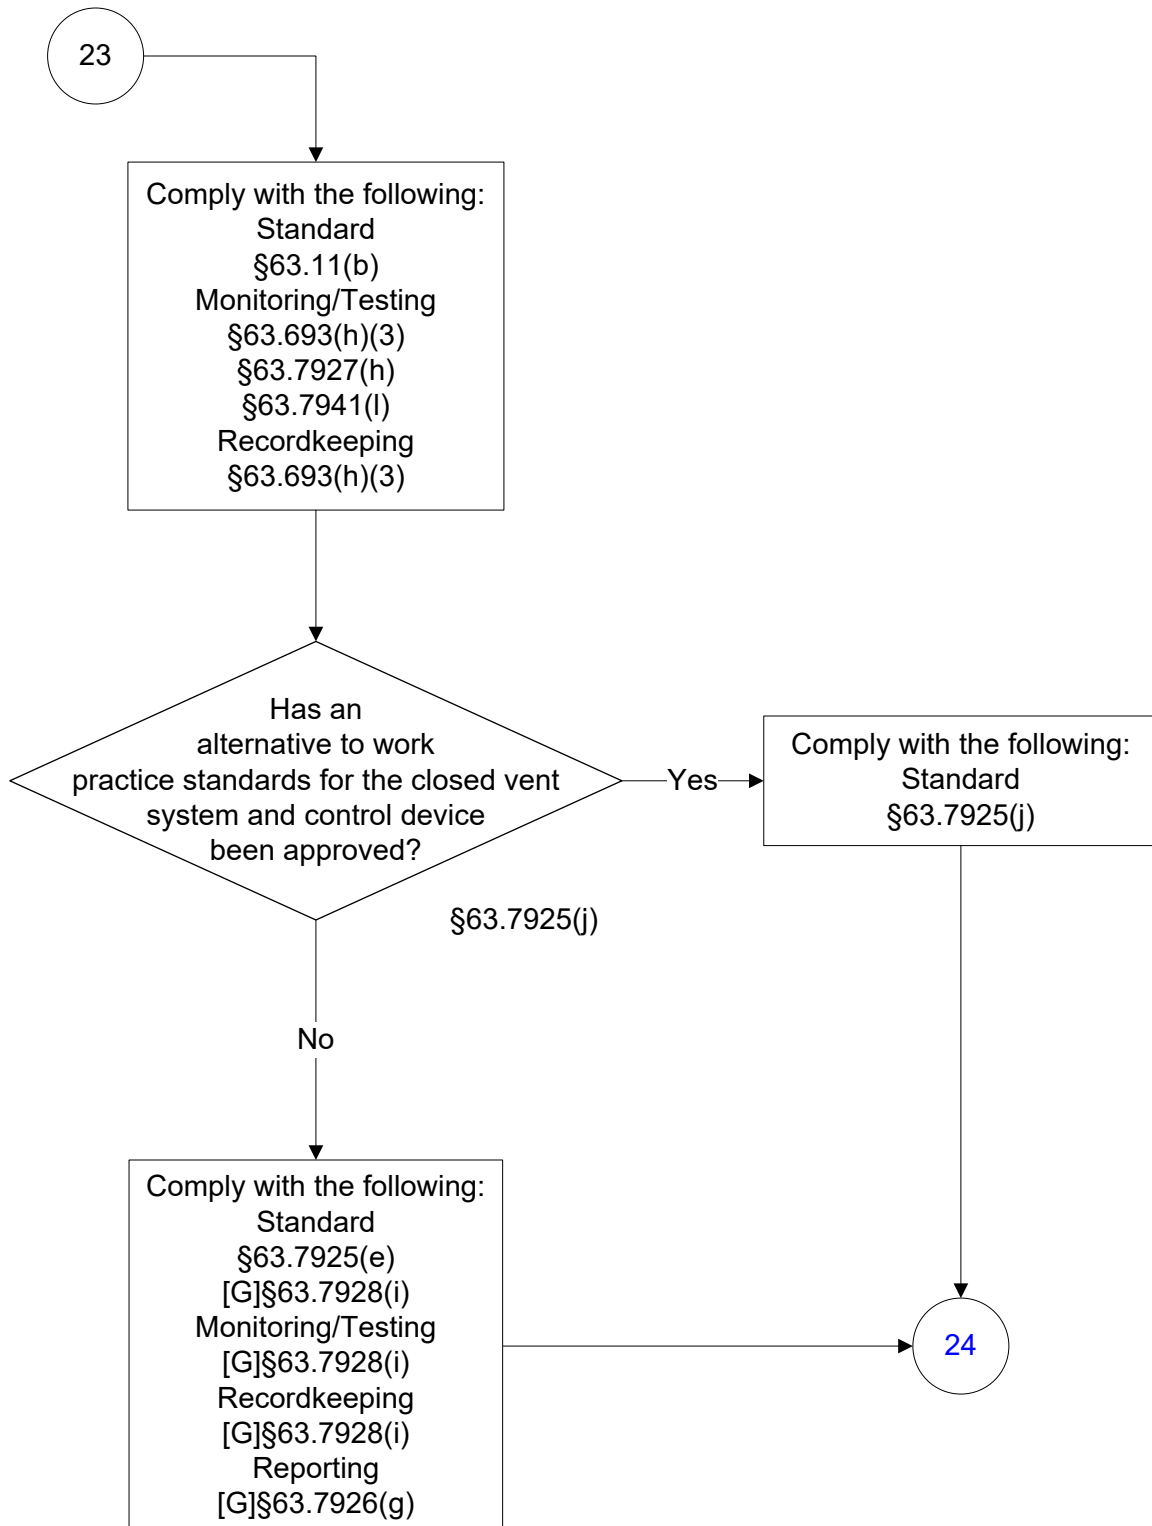 23
Comply with the following:
Standard
§63.11(b)
Monitoring/Testing
§63.693(h)(3)
§63.7927(h)
§63.7941(l)
Recordkeeping
§63.693(h)(3)
Has an
alternative to work
practice standards for the closed vent
system and control device
been approved?
Yes
Comply with the following:
Standard
§63.7925(j)
§63.7925(j)
No
Comply with the following:
Standard
§63.7925(e)
[G]§63.7928(i)
Monitoring/Testing
[G]§63.7928(i)
Recordkeeping
[G]§63.7928(i)
Reporting
[G]§63.7926(g)
24